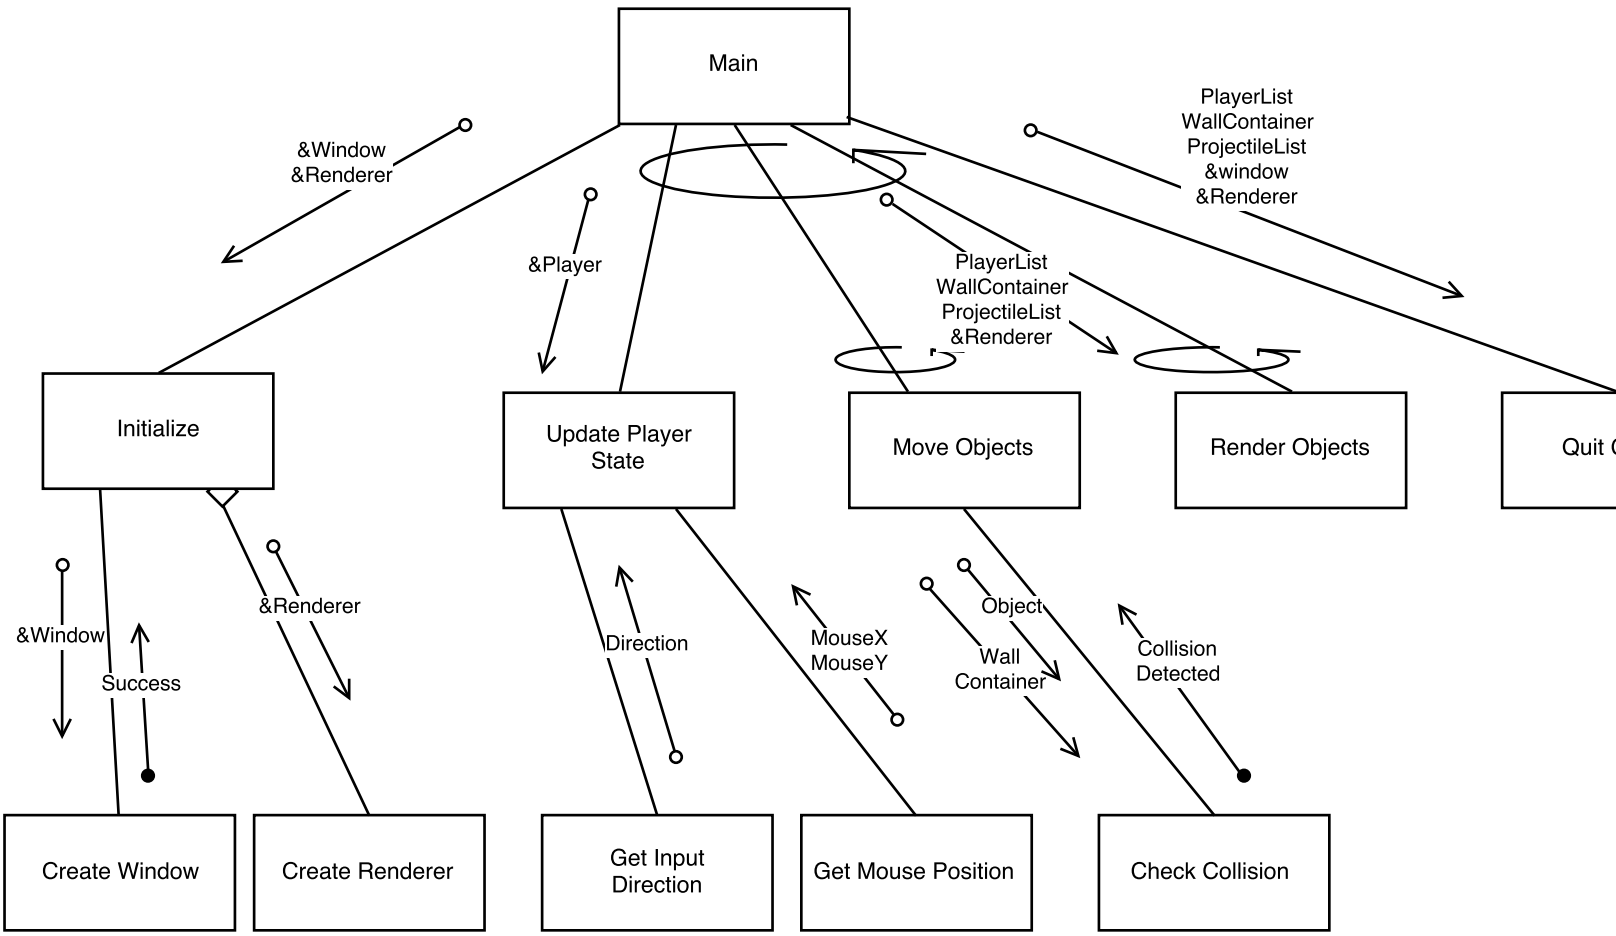 Main
PlayerList
WallContainer
ProjectileList
&window
&Renderer
&Window
&Renderer
&Player
PlayerList
WallContainer
ProjectileList
&Renderer
Initialize
Update Player
State
Move Objects
Render Objects
Quit
&Window
Success
&Renderer
Direction
MouseX
MouseY
Object
Wall
Container
Collision
Detected
Create Window
Create Renderer
Get Input
Direction
Get Mouse Position
Check Collision